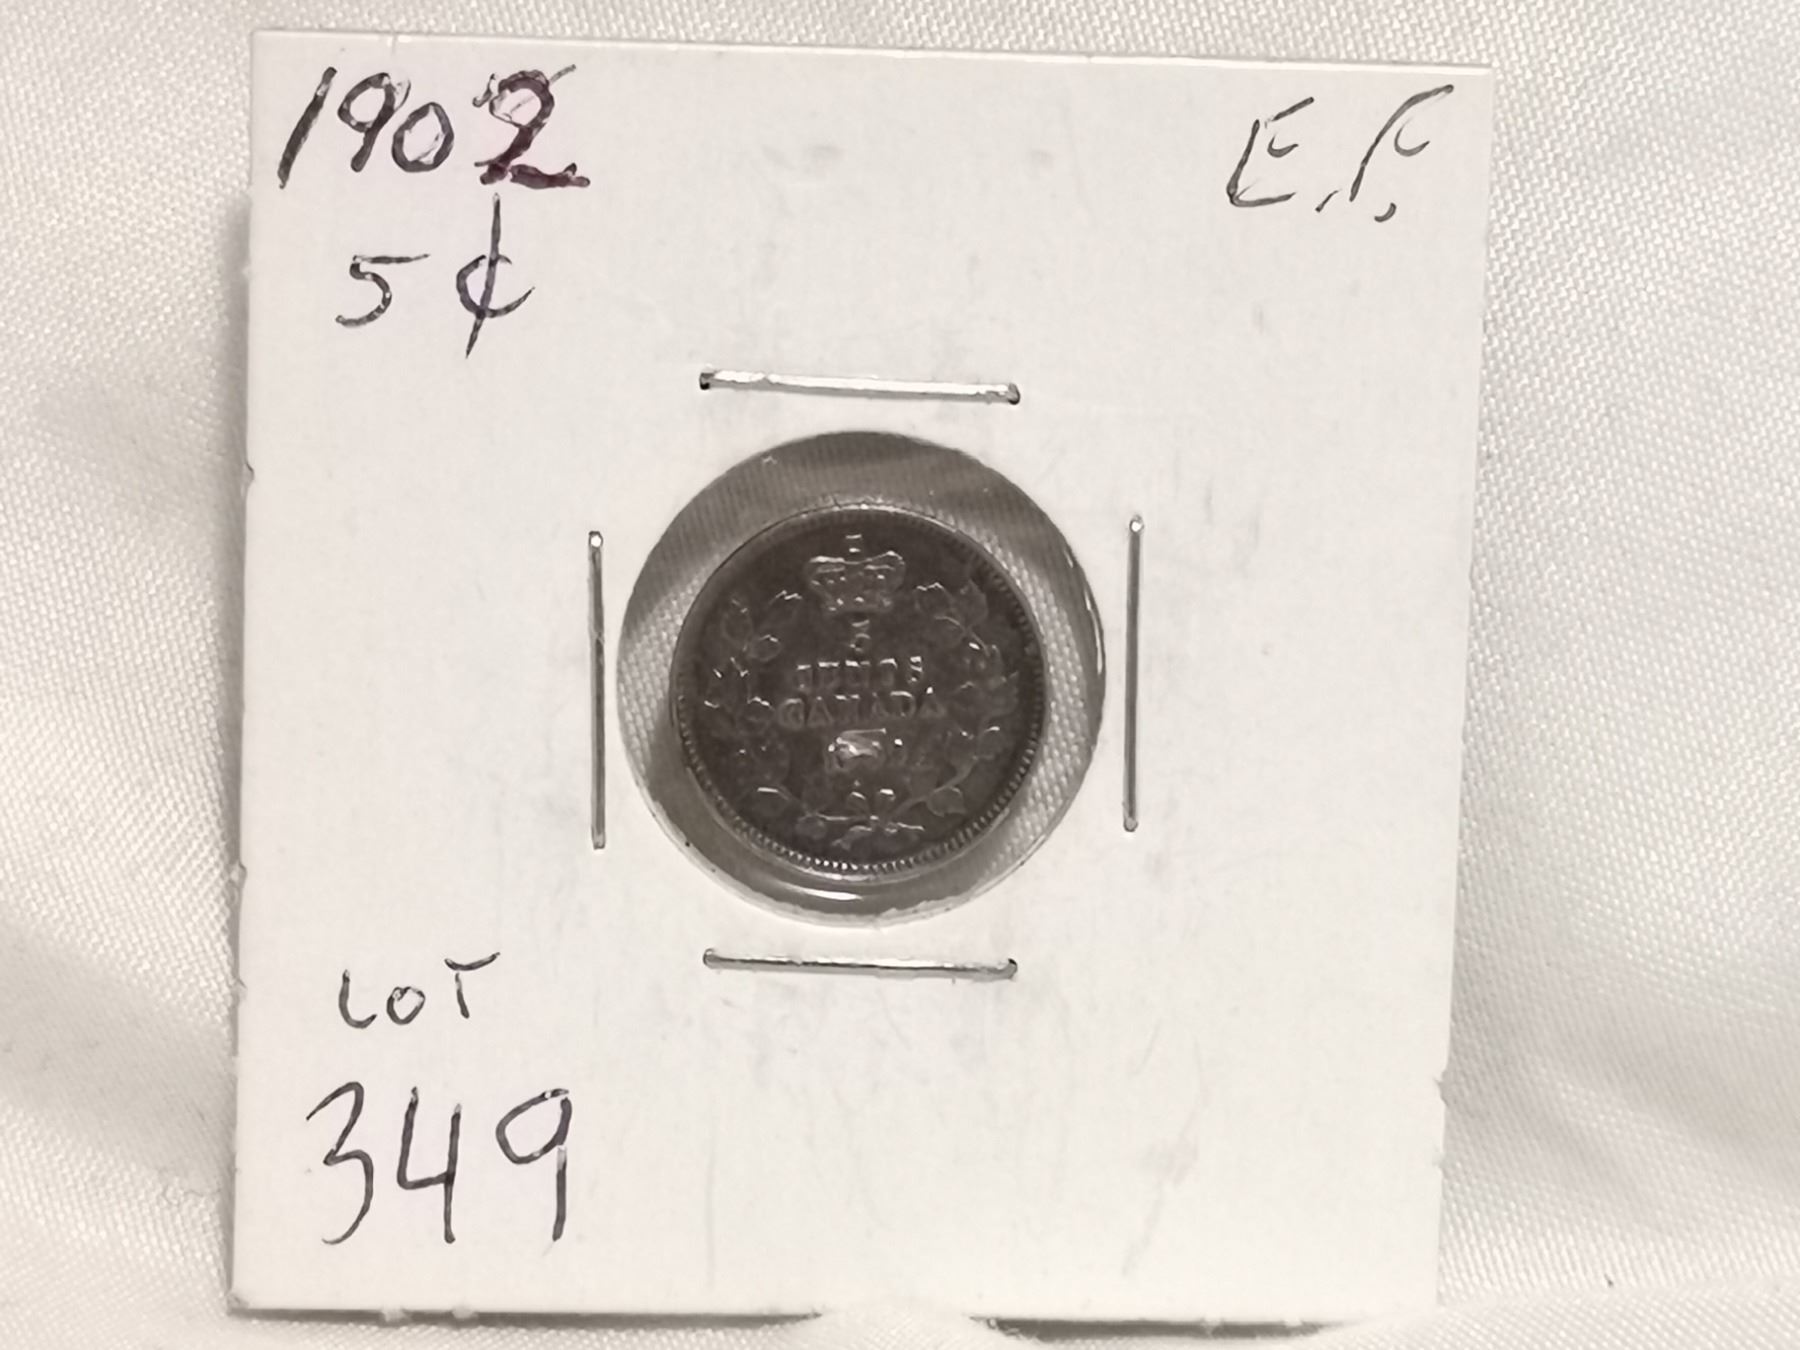 1902
E.F.
5¢
5
CENTS
CANADA
LOT
349